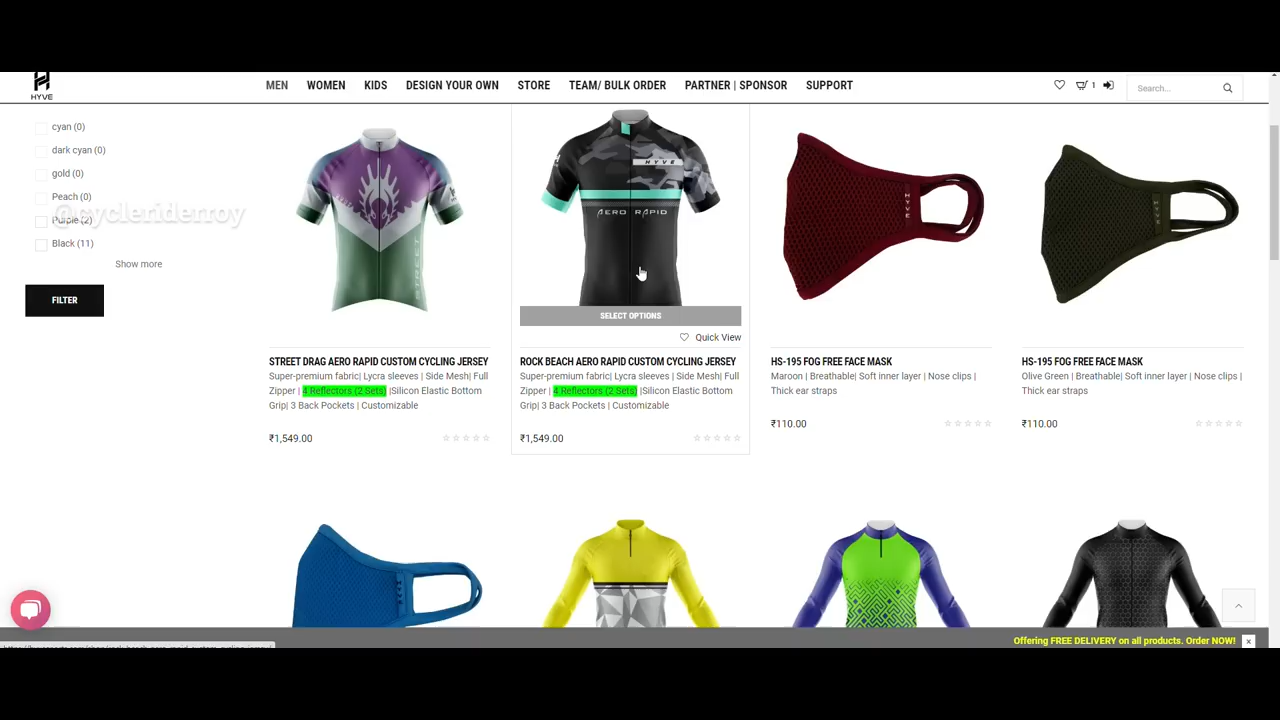 HYVE
MEN WOMEN KIDS DESIGN YOUR OWN STORE TEAM/ BULK ORDER PARTNER | SPONSOR SUPPORT
1 Search...
cyan (0)
dark cyan (0)
gold (0)
Peach (0)
Purple (2)
@cycleriderroy
Black (11)
Show more
FILTER
STREET
HYVE
AERO RAPID
HYVE
HYVE
SELECT OPTIONS
Quick View
STREET DRAG AERO RAPID CUSTOM CYCLING JERSEY
Super-premium fabric| Lycra sleeves | Side Mesh| Full
Zipper | 4 Reflectors (2 Sets) |Silicon Elastic Bottom
Grip| 3 Back Pockets | Customizable
₹1,549.00
ROCK BEACH AERO RAPID CUSTOM CYCLING JERSEY
Super-premium fabric| Lycra sleeves | Side Mesh| Full
Zipper | 4 Reflectors (2 Sets) |Silicon Elastic Bottom
Grip| 3 Back Pockets | Customizable
₹1,549.00
HS-195 FOG FREE FACE MASK
Maroon | Breathable| Soft inner layer | Nose clips |
Thick ear straps
₹110.00
HS-195 FOG FREE FACE MASK
Olive Green | Breathable| Soft inner layer | Nose clips |
Thick ear straps
₹110.00
Offering FREE DELIVERY on all products. Order NOW! x